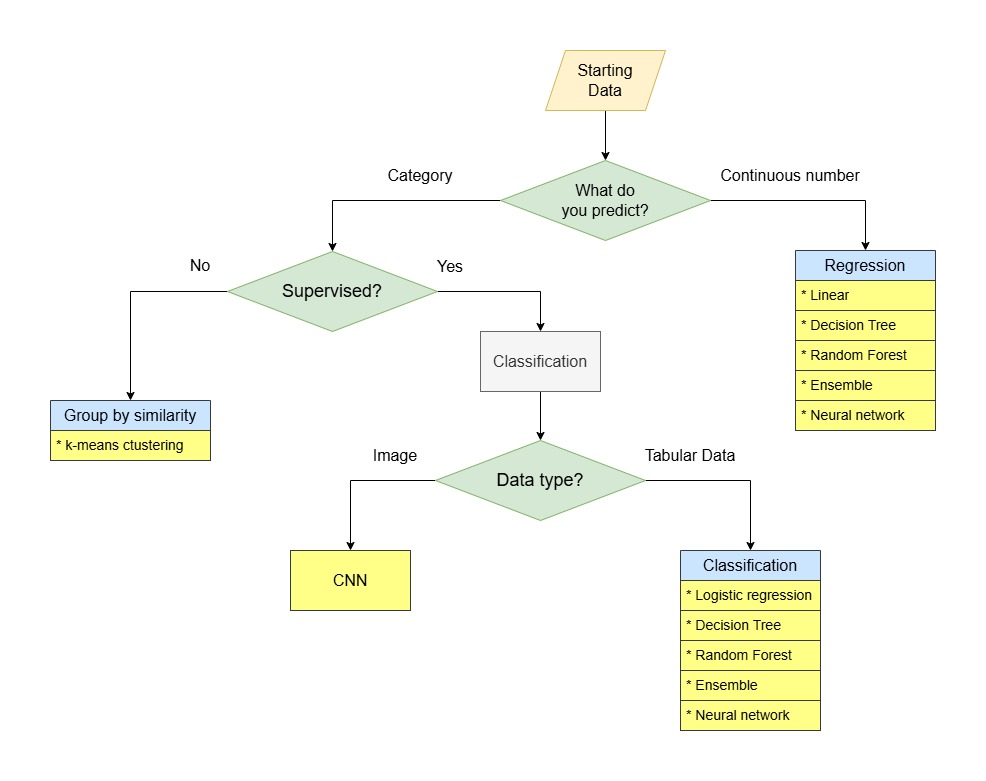 Starting
Data
What do
you predict?
Category
Continuous number
Supervised?
No
Yes
Regression
* Linear
* Decision Tree
* Random Forest
* Ensemble
* Neural network
Classification
Group by similarity
* k-means ctustering
Data type?
Image
Tabular Data
CNN
Classification
* Logistic regression
* Decision Tree
* Random Forest
* Ensemble
* Neural network